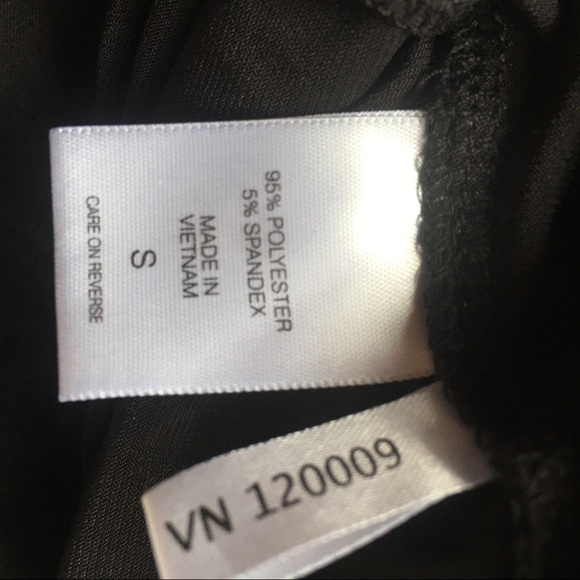 95% POLYESTER
5% SPANDEX
MADE IN
VIETNAM
S
CARE ON REVERSE
VN 120009